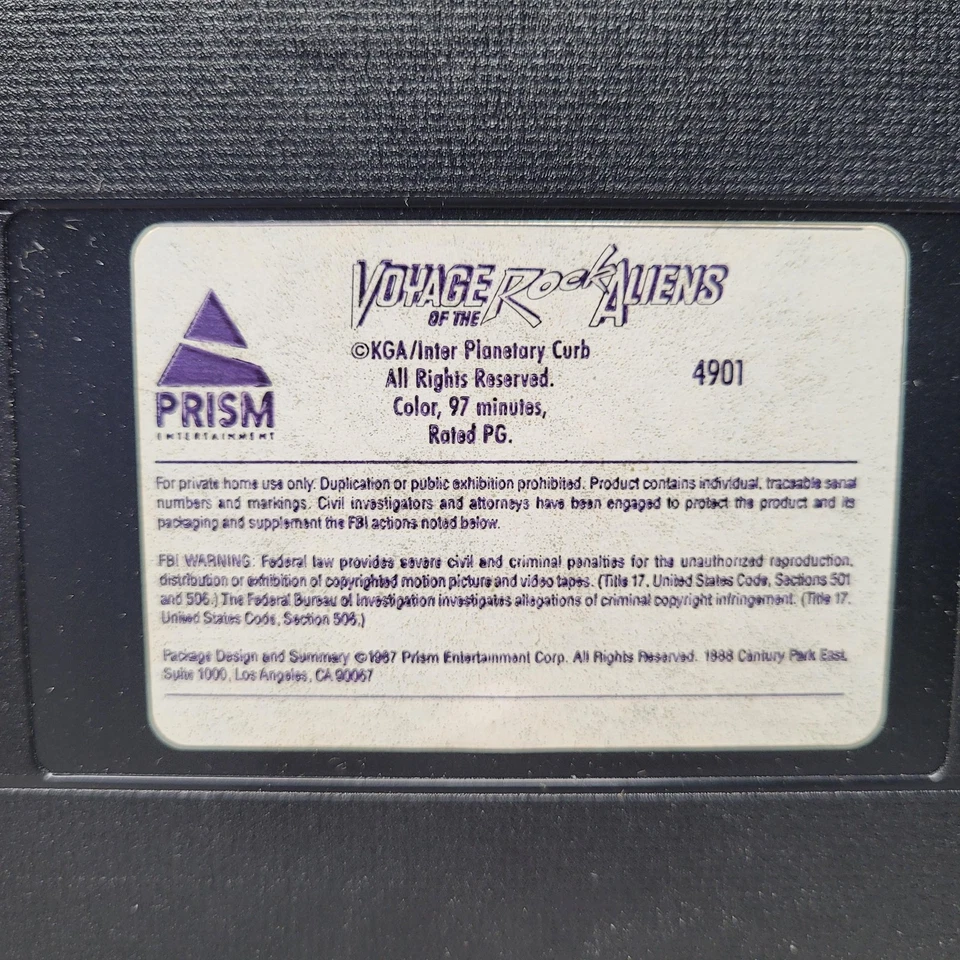 VOYAGE OF THE ROCK ALIENS
©KGA/Inter Planetary Curb
All Rights Reserved.
4901
Color, 97 minutes,
Rated PG.
PRISM
ENTERTAINMENT
For private home use only. Duplication or public exhibition prohibited. Product contains individual, traceable serial
numbers and markings. Civil investigators and attorneys have been engaged to protect the product and its
packaging and supplement the FBI actions noted below.
FBI WARNING: Federal law provides severe civil and criminal penalties for the unauthorized reproduction,
distribution or exhibition of copyrighted motion picture and video tapes. (Title 17, United States Code, Sections 501
and 506.) The Federal Bureau of Investigation investigates allegations of criminal copyright infringement. (Title 17,
United States Code, Section 506.)
Package Design and Summary ©1987 Prism Entertainment Corp. All Rights Reserved. 1888 Century Park East,
Suite 1000, Los Angeles, CA 90067